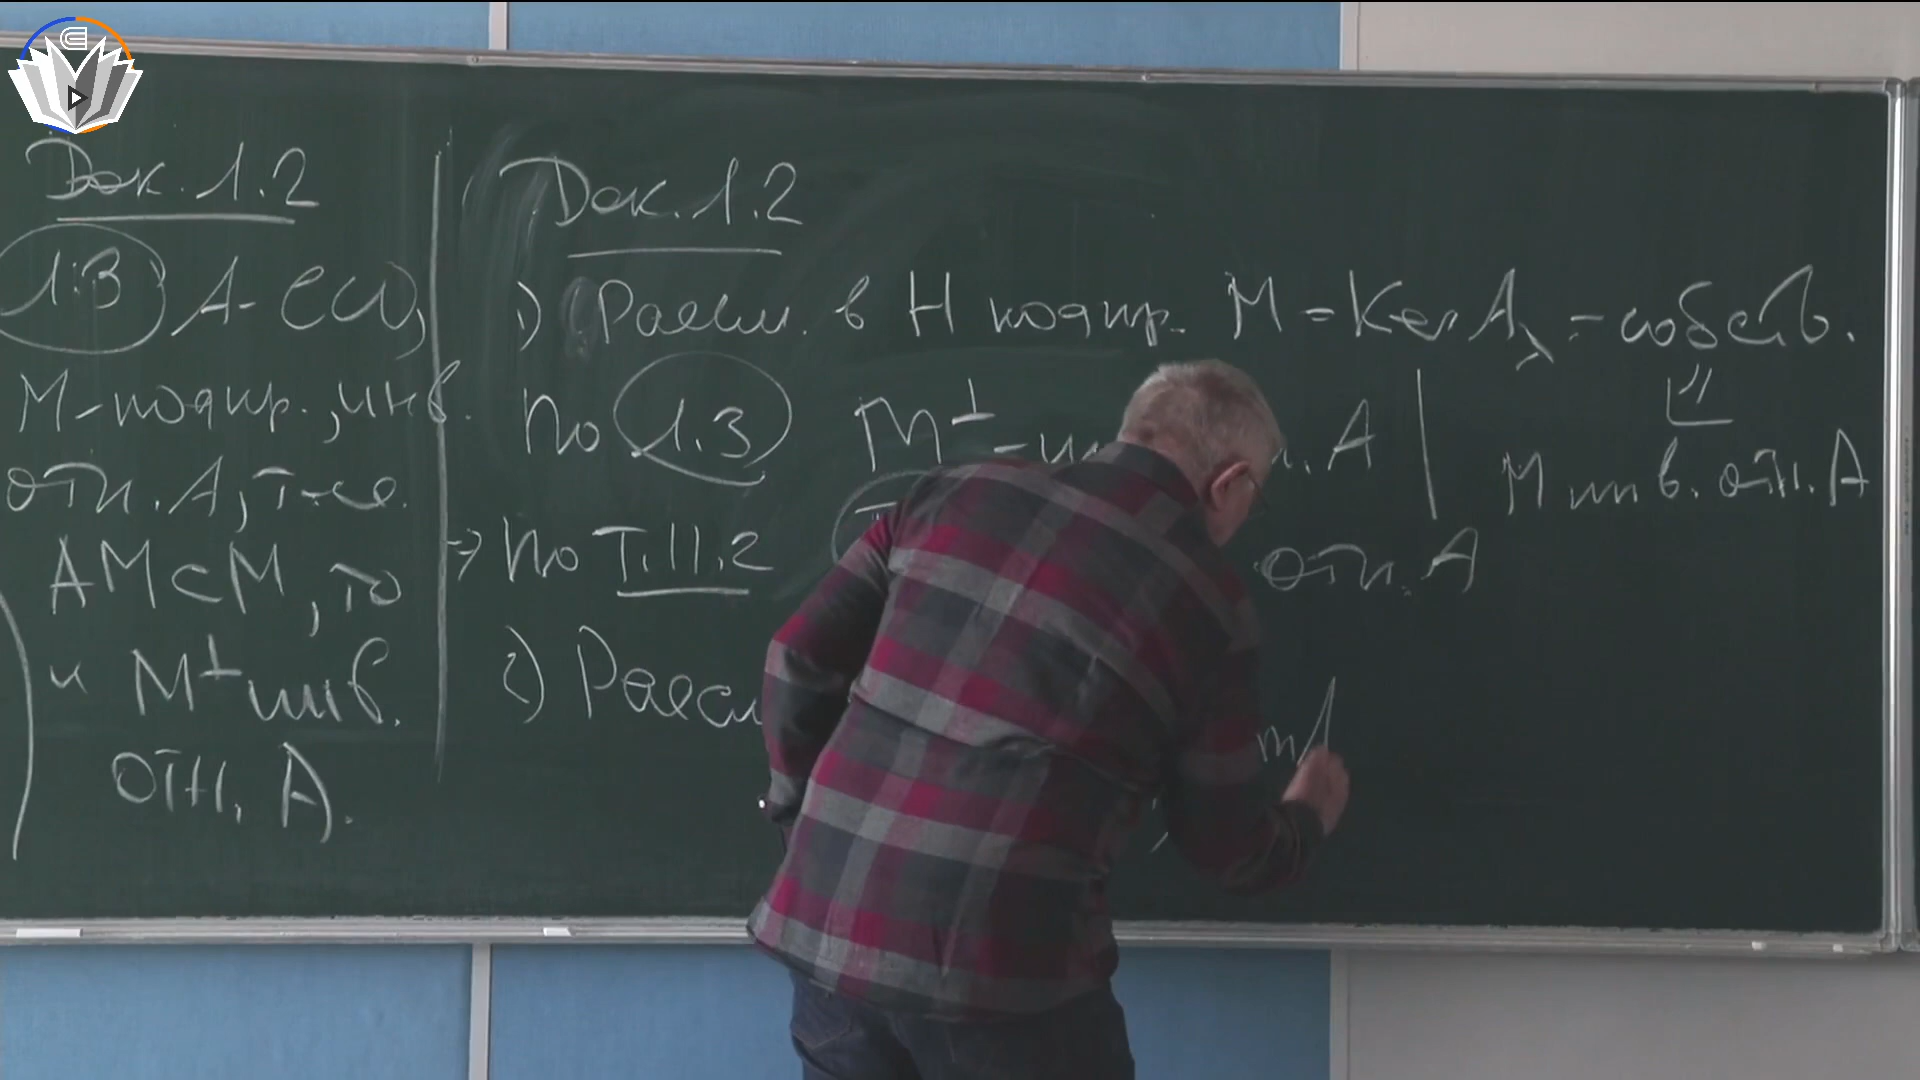 Док. 1.2
1.3 А - ССО,
М - подпр., инв.
отн. А, т.е.
АМ ⊂ М, то
и М^⊥ инв.
отн. А.
Док. 1.2
1) Рассм. в H подпр. M = Ker A_λ = собств.
По 1.3 М^⊥ - . А | М инв. отн. А
⇒ По Т.11.2 отн. А
2) Рассм